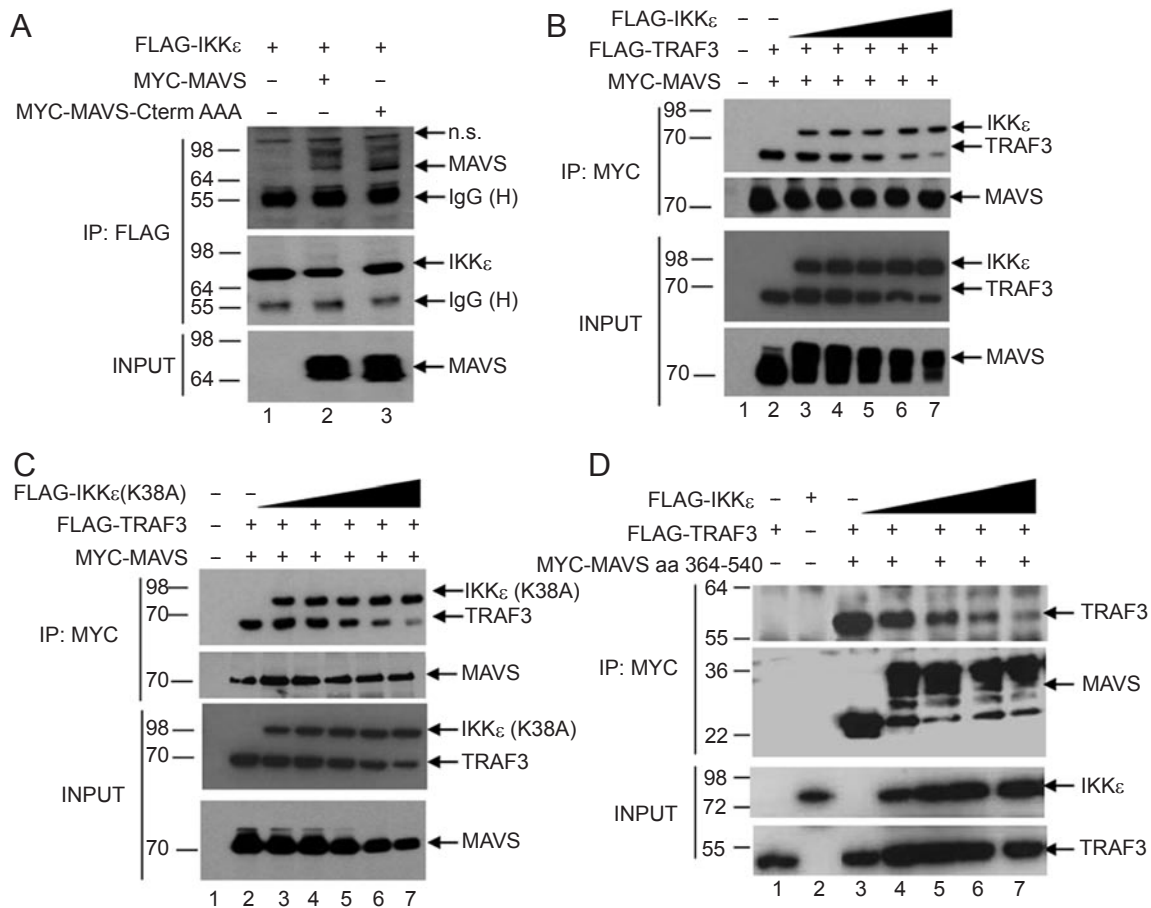 A
FLAG-IKKε + + +
MYC-MAVS – + –
MYC-MAVS-Cterm AAA – – +
IP: FLAG
98
64
55
n.s.
MAVS
IgG (H)
98
64
55
IKKε
IgG (H)
INPUT
98
64
MAVS
1 2 3
B
FLAG-IKKε – –
FLAG-TRAF3 – + + + + + +
MYC-MAVS – + + + + + +
IP: MYC
98
70
IKKε
TRAF3
70
MAVS
INPUT
98
70
IKKε
TRAF3
70
MAVS
1 2 3 4 5 6 7
C
FLAG-IKKε(K38A) – –
FLAG-TRAF3 – + + + + + +
MYC-MAVS – + + + + + +
IP: MYC
98
70
IKKε (K38A)
TRAF3
70
MAVS
INPUT
98
70
IKKε (K38A)
TRAF3
70
MAVS
1 2 3 4 5 6 7
D
FLAG-IKKε – + –
FLAG-TRAF3 + – + + + + +
MYC-MAVS aa 364-540 – – + + + + +
IP: MYC
64
55
TRAF3
36
22
MAVS
INPUT
98
72
IKKε
55
TRAF3
1 2 3 4 5 6 7